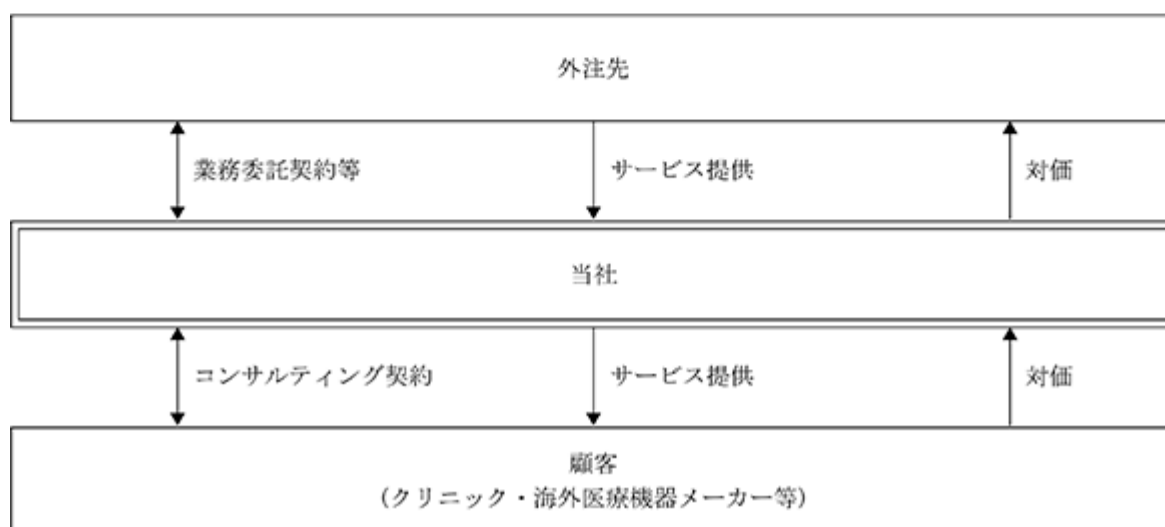 外注先
業務委託契約等
サービス提供
対価
当社
コンサルティング契約
サービス提供
対価
顧客
（クリニック・海外医療機器メーカー等）